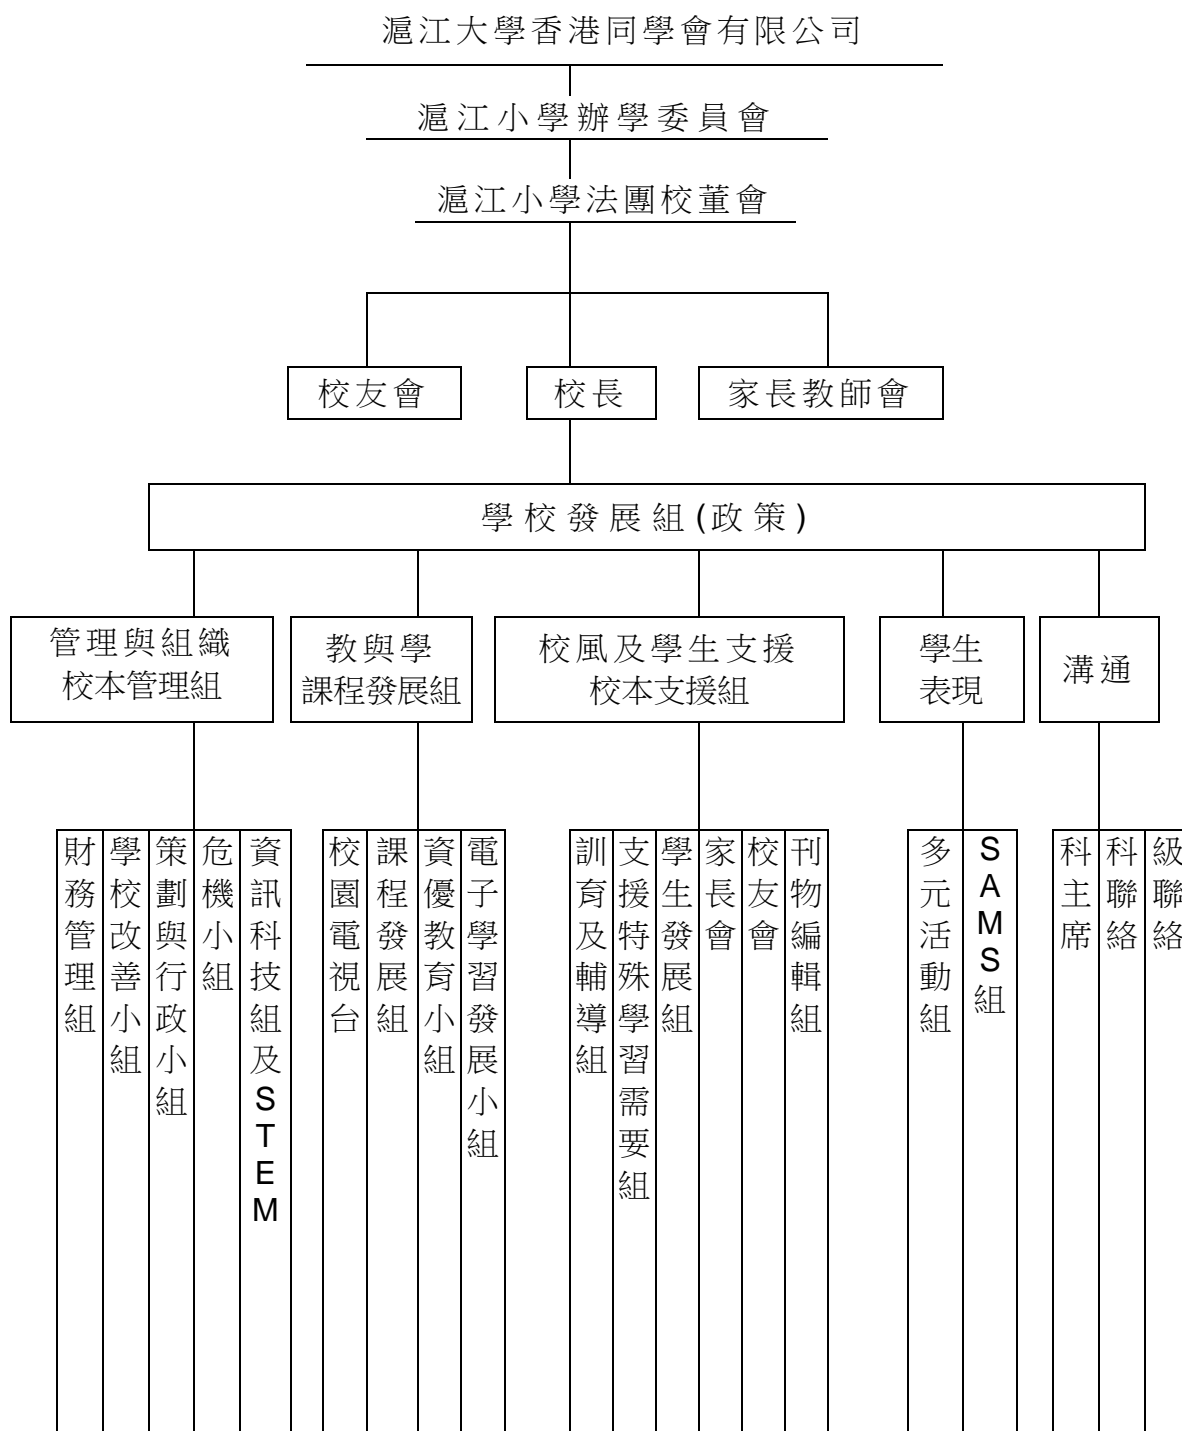 滬江大學香港同學會有限公司
滬江小學辦學委員會
滬江小學法團校董會
校友會
校長
家長教師會
學校發展組(政策)
管理與組織
校本管理組
教與學
課程發展組
校風及學生支援
校本支援組
學生
表現
溝通
財務管理組
學校改善小組
策劃與行政小組
危機小組
資訊科技組及STEM
校園電視台
課程發展組
資優教育小組
電子學習發展小組
訓育及輔導組
支援特殊學習需要組
學生發展組
家長會
校友會
刊物編輯組
多元活動組
SAMS組
科主席
科聯絡
級聯絡